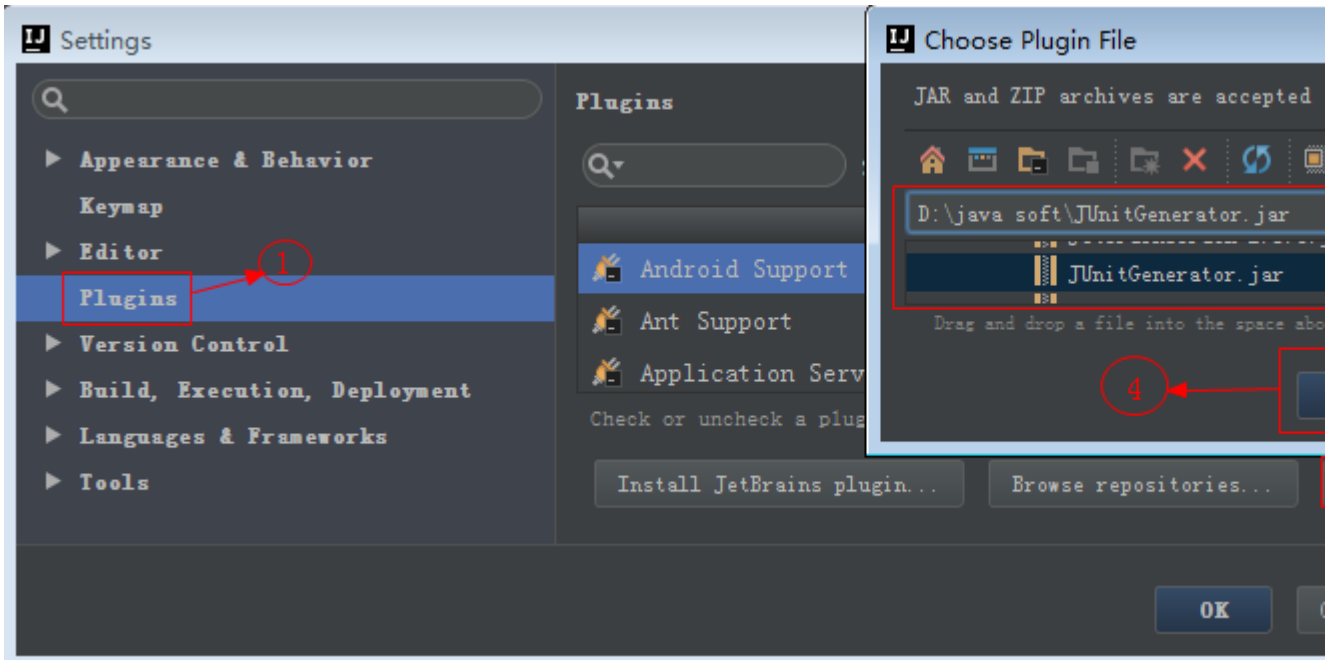 Settings
Appearance & Behavior
Keymap
Editor
Plugins
Version Control
Build, Execution, Deployment
Languages & Frameworks
Tools
1
Plugins
Android Support
Ant Support
Application Serv
Check or uncheck a plug
Install JetBrains plugin...
Browse repositories...
OK
Choose Plugin File
JAR and ZIP archives are accepted
D:\java soft\JUnitGenerator.jar
JUnitGenerator.jar
Drag and drop a file into the space abo
4